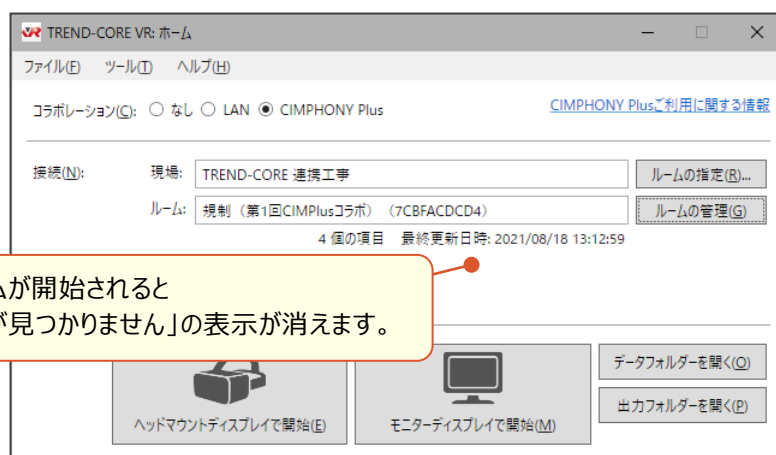 TREND-CORE VR: ホーム
ファイル(F) ツール(T) ヘルプ(H)
コラボレーション(C): なし LAN CIMPHONY Plus CIMPHONY Plusご利用に関する情報
接続(N): 現場: TREND-CORE 連携工事 ルームの指定(R)...
ルーム: 規制（第1回CIMPlusコラボ）（7CBFACDCD4） ルームの管理(G)
4 個の項目 最終更新日時: 2021/08/18 13:12:59
ムが開始されると
が見つかりません」の表示が消えます。
データフォルダーを開く(O)
出力フォルダーを開く(P)
ヘッドマウントディスプレイで開始(E) モニターディスプレイで開始(M)